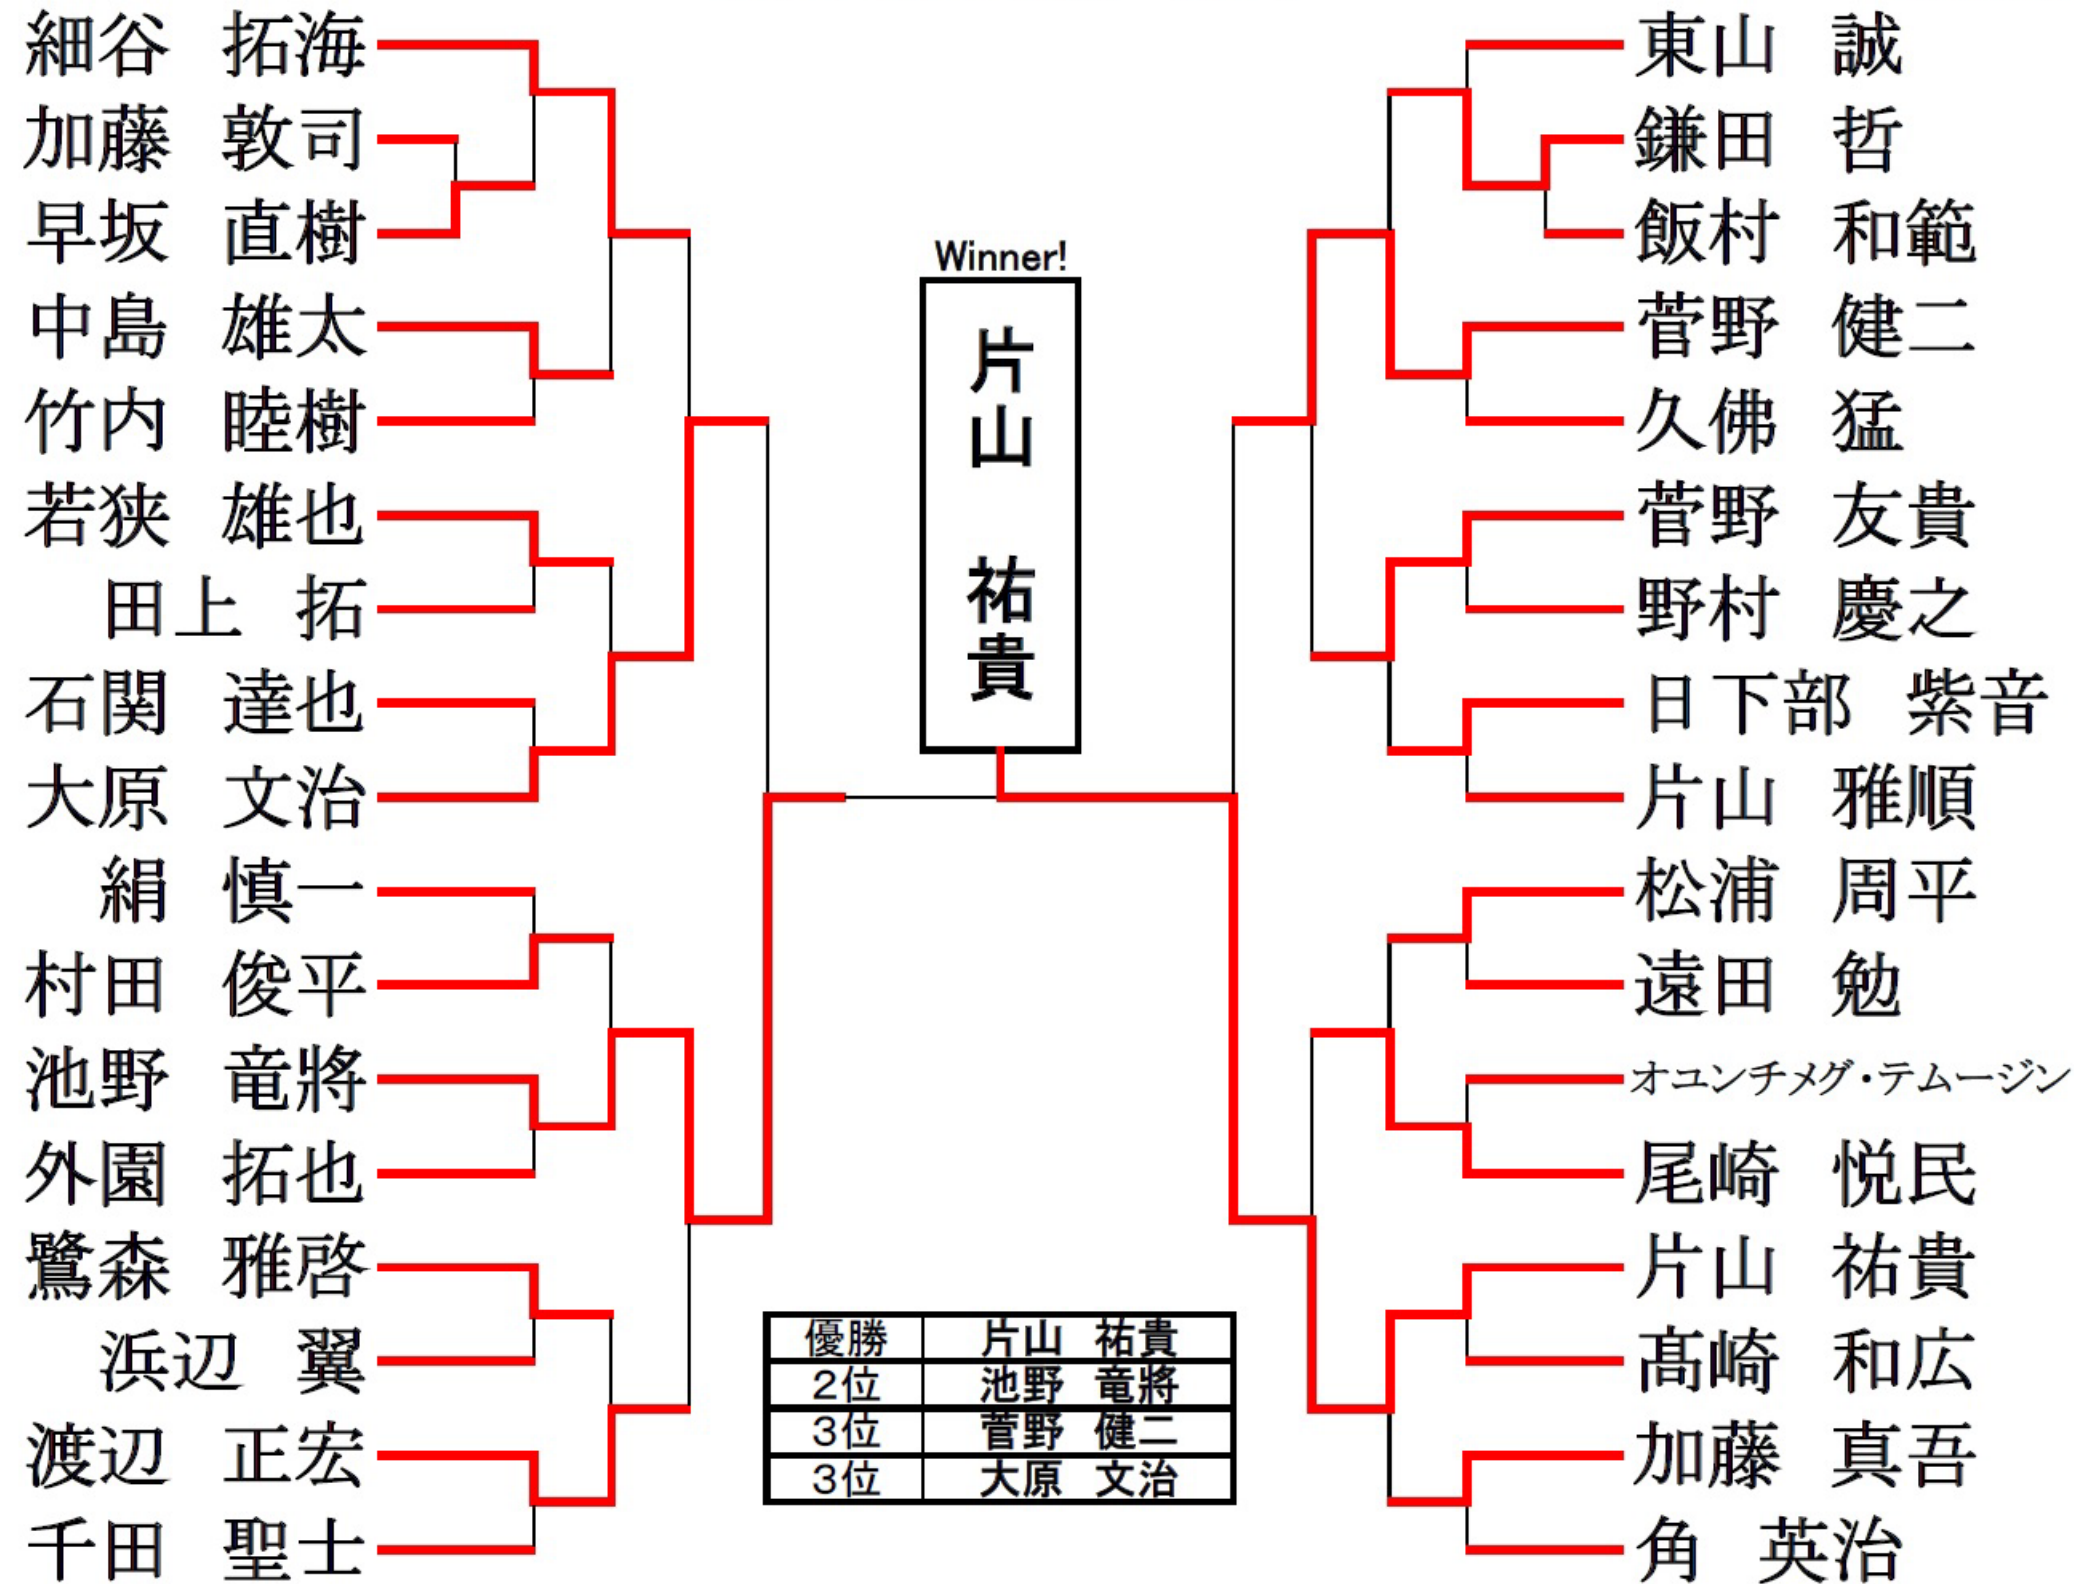 細谷 拓海
加藤 敦司
早坂 直樹
中島 雄太
竹内 睦樹
若狭 雄也
田上 拓
石関 達也
大原 文治
絹 慎一
村田 俊平
池野 竜將
外園 拓也
鷺森 雅啓
浜辺 翼
渡辺 正宏
千田 聖士
Winner!
片山 祐貴
優勝 片山 祐貴
2位 池野 竜將
3位 菅野 健二
3位 大原 文治
東山 誠
鎌田 哲
飯村 和範
菅野 健二
久佛 猛
菅野 友貴
野村 慶之
日下部 紫音
片山 雅順
松浦 周平
遠田 勉
オユンチメグ・テムージン
尾崎 悦民
片山 祐貴
髙崎 和広
加藤 真吾
角 英治